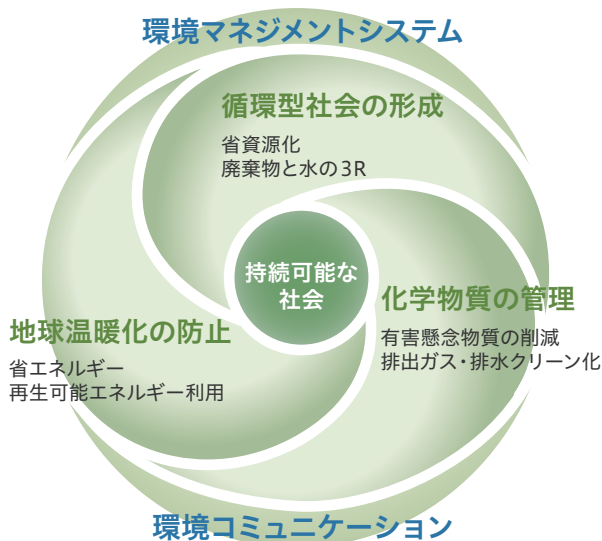 環境マネジメントシステム
循環型社会の形成
省資源化
廃棄物と水の3R
持続可能な
社会
化学物質の管理
有害懸念物質の削減
排出ガス・排水クリーン化
地球温暖化の防止
省エネルギー
再生可能エネルギー利用
環境コミュニケーション